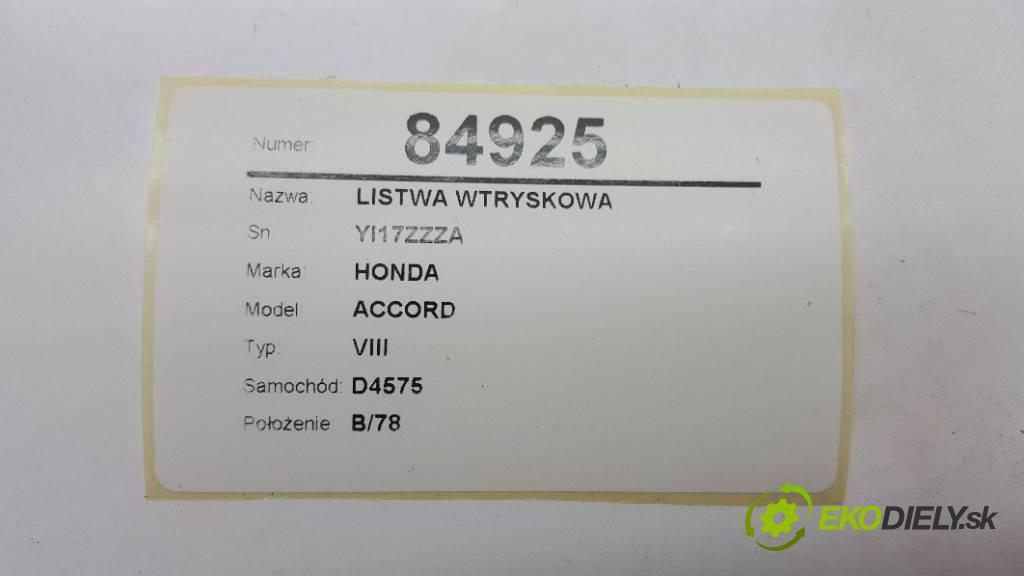 Numer: 84925
Nazwa: LISTWA WTRYSKOWA
Sn YI17ZZZA
Marka: HONDA
Model ACCORD
Typ: VIII
Samochód: D4575
Położenie B/78
EKODIELY.sk